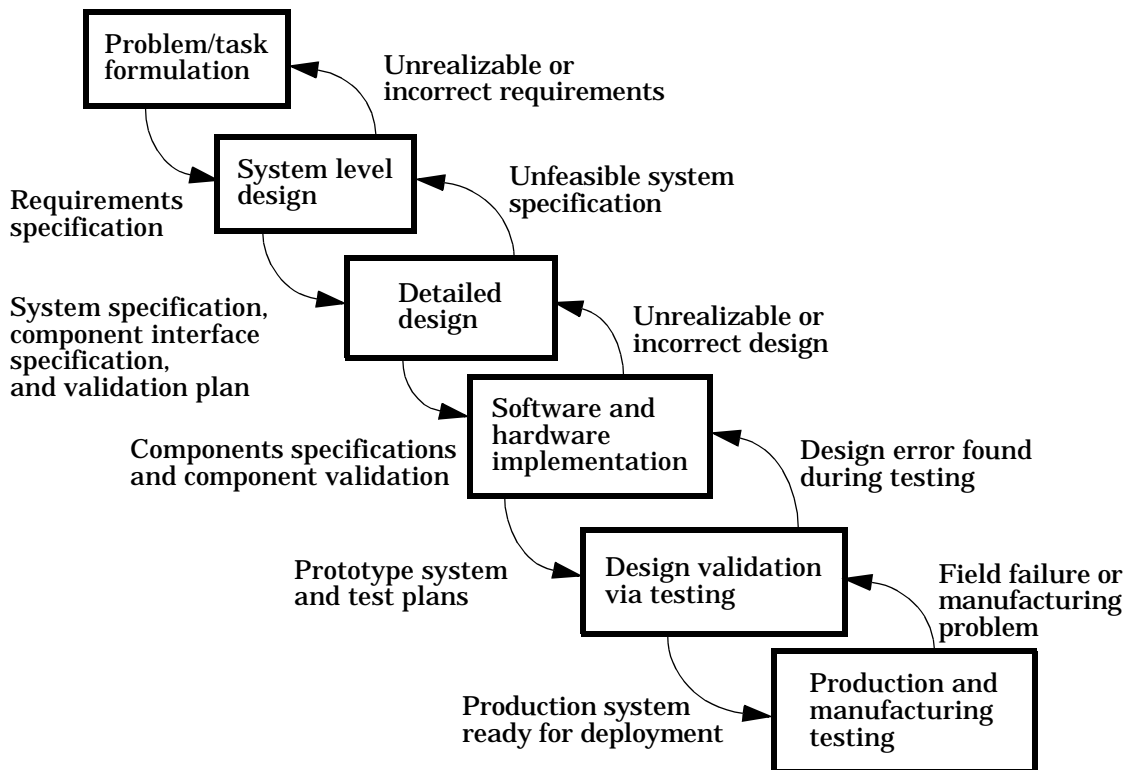 Problem/task
formulation
Unrealizable or
incorrect requirements
System level
design
Requirements
specification
Unfeasible system
specification
Detailed
design
System specification,
component interface
specification,
and validation plan
Unrealizable or
incorrect design
Software and
hardware
implementation
Components specifications
and component validation
Design error found
during testing
Prototype system
and test plans
Design validation
via testing
Field failure or
manufacturing
problem
Production system
ready for deployment
Production and
manufacturing
testing